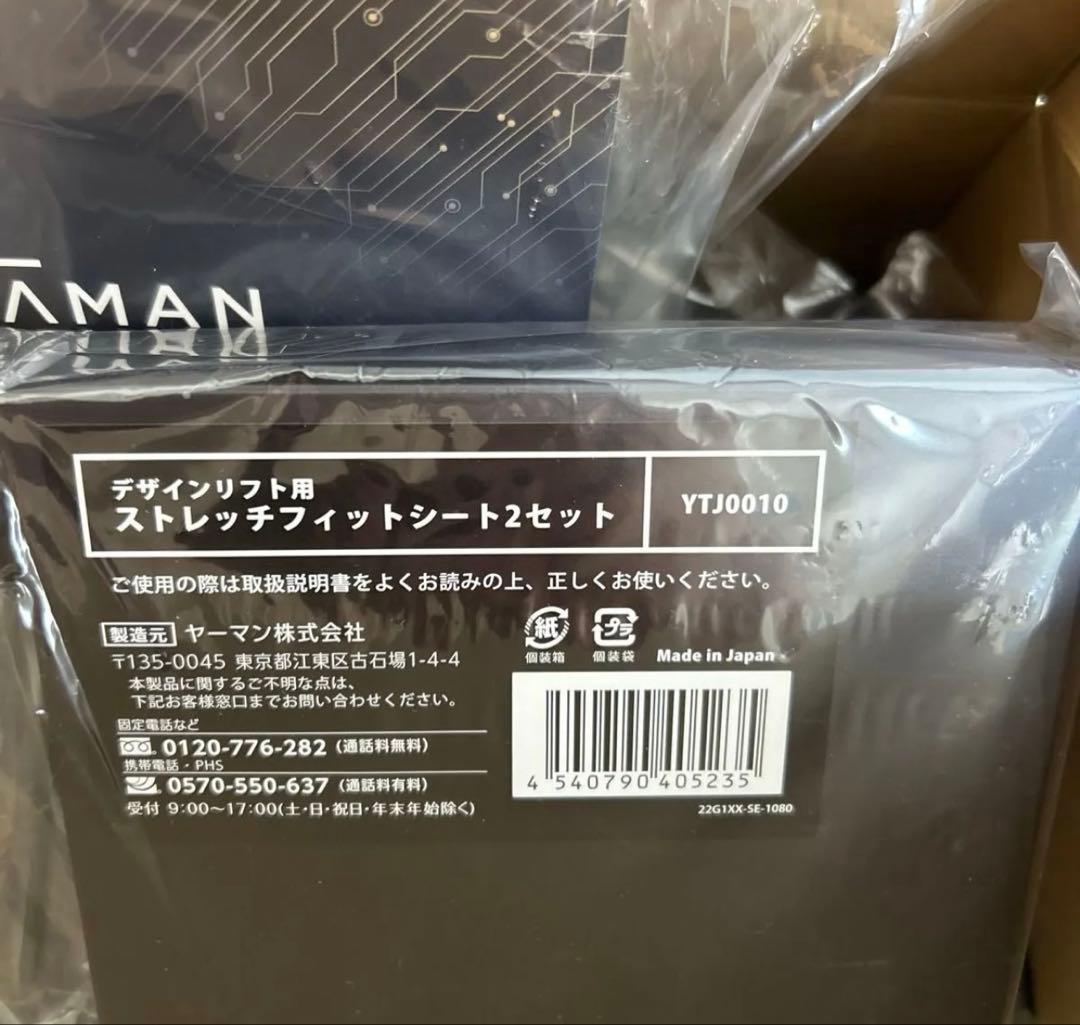 YAMAN
デザインリフト用
ストレッチフィットシート2セット
YTJ0010
ご使用の際は取扱説明書をよくお読みの上、正しくお使いください。
製造元 ヤーマン株式会社
〒135-0045 東京都江東区古石場1-4-4
本製品に関するご不明な点は、
下記お客様窓口までお問い合わせください。
固定電話など
0120-776-282（通話料無料）
携帯電話・PHS
0570-550-637（通話料有料）
受付 9:00～17:00(土・日・祝日・年末年始除く)
紙 プラ
個装箱 個装袋 Made in Japan
4 540790 405235
22G1XX-SE-1080